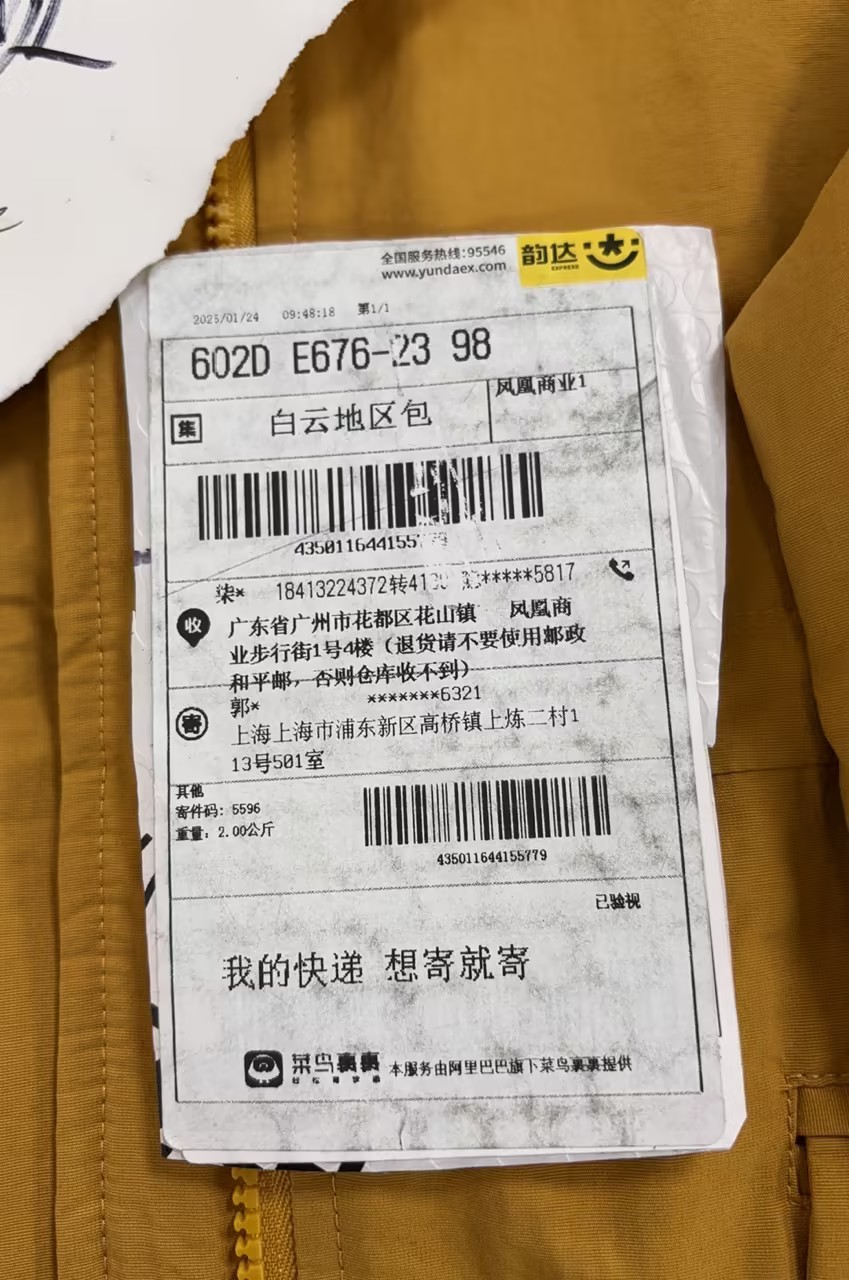 全国服务热线:95546
www.yundaex.com
韵达
EXPRESS
2025/01/24 09:48:18 第1/1
602D E676-23 98
集 白云地区包
凤凰商业1
435011644155
柒* 18413224372转41 *****5817
收
广东省广州市花都区花山镇 凤凰商
业步行街1号4楼（退货请不要使用邮政
和平邮，否则仓库收不到）
郭* *******6321
寄
上海上海市浦东新区高桥镇上炼二村1
13号501室
其他
寄件码: 5596
重量: 2.00公斤
435011644155779
已验视
我的快递 想寄就寄
菜鸟裹裹 本服务由阿里巴巴旗下菜鸟裹裹提供